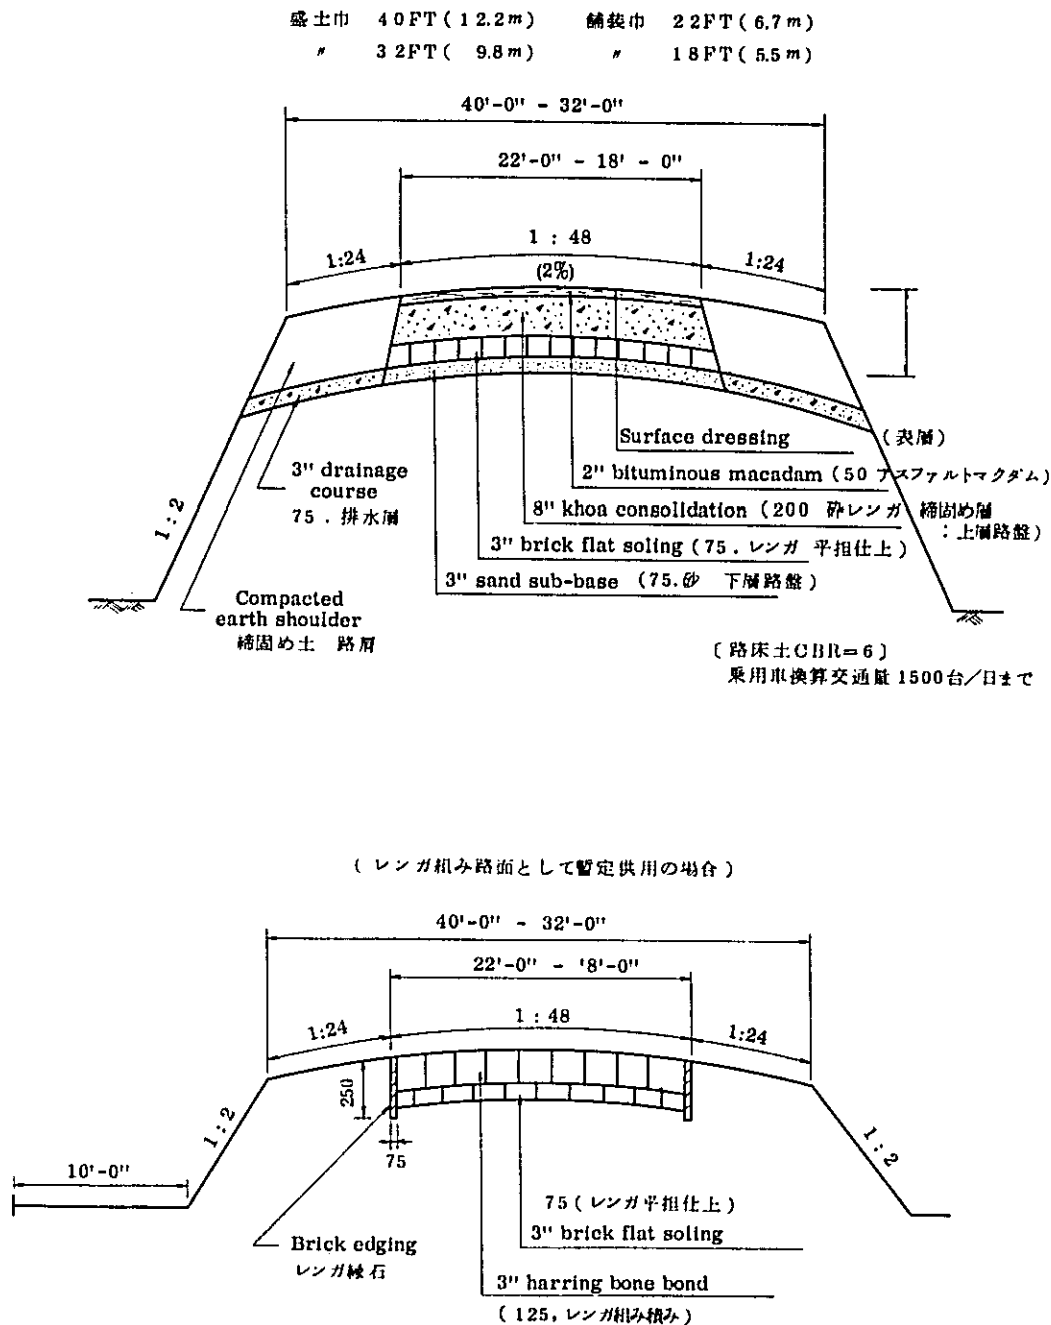 盛土巾 40FT(12.2m) 舗装巾 22FT(6.7m)
〃 32FT( 9.8m) 〃 18FT(5.5m)
40'-0" - 32'-0"
22'-0" - 18' - 0"
1 : 48
1:24
(2%)
1:24
Surface dressing (表層)
2" bituminous macadam (50 アスファルトマクダム)
3" drainage
course
75 . 排水層
8" khoa consolidation (200 砕レンガ 締固め層
: 上層路盤)
3" brick flat soling (75. レンガ 平担仕上)
3" sand sub-base (75.砂 下層路盤)
1:2
Compacted
earth shoulder
締固め土 路肩
〔路床土CBR=6〕
乗用車換算交通量1500台/日まで
(レンガ組み路面として暫定供用の場合)
40'-0" - 32'-0"
22'-0" - '8'-0"
1 : 48
1:24
1:24
250
1:2
1:2
75
10'-0"
75(レンガ平担仕上)
3" brick flat soling
Brick edging
レンガ縁石
3" harring bone bond
(125, レンガ組み積み)